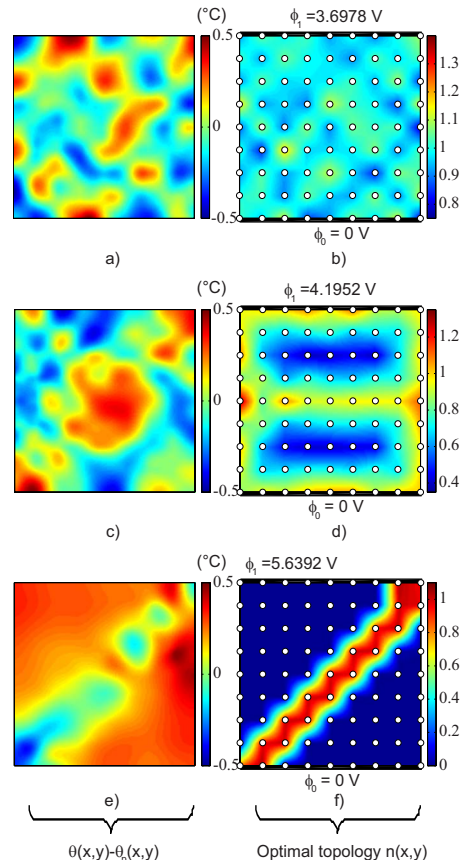 (°C) ϕ1 =3.6978 V
0.5
0
-0.5
1.3
1.2
1.1
1
0.9
0.8
ϕ0 = 0 V
a) b)
(°C) ϕ1 =4.1952 V
0.5
0
-0.5
1.2
1
0.8
0.6
0.4
ϕ0 = 0 V
c) d)
(°C) ϕ1 =5.6392 V
0.5
0
-0.5
1
0.8
0.6
0.4
0.2
0
ϕ0 = 0 V
e) f)
θ(x,y)-θ0(x,y) Optimal topology n(x,y)